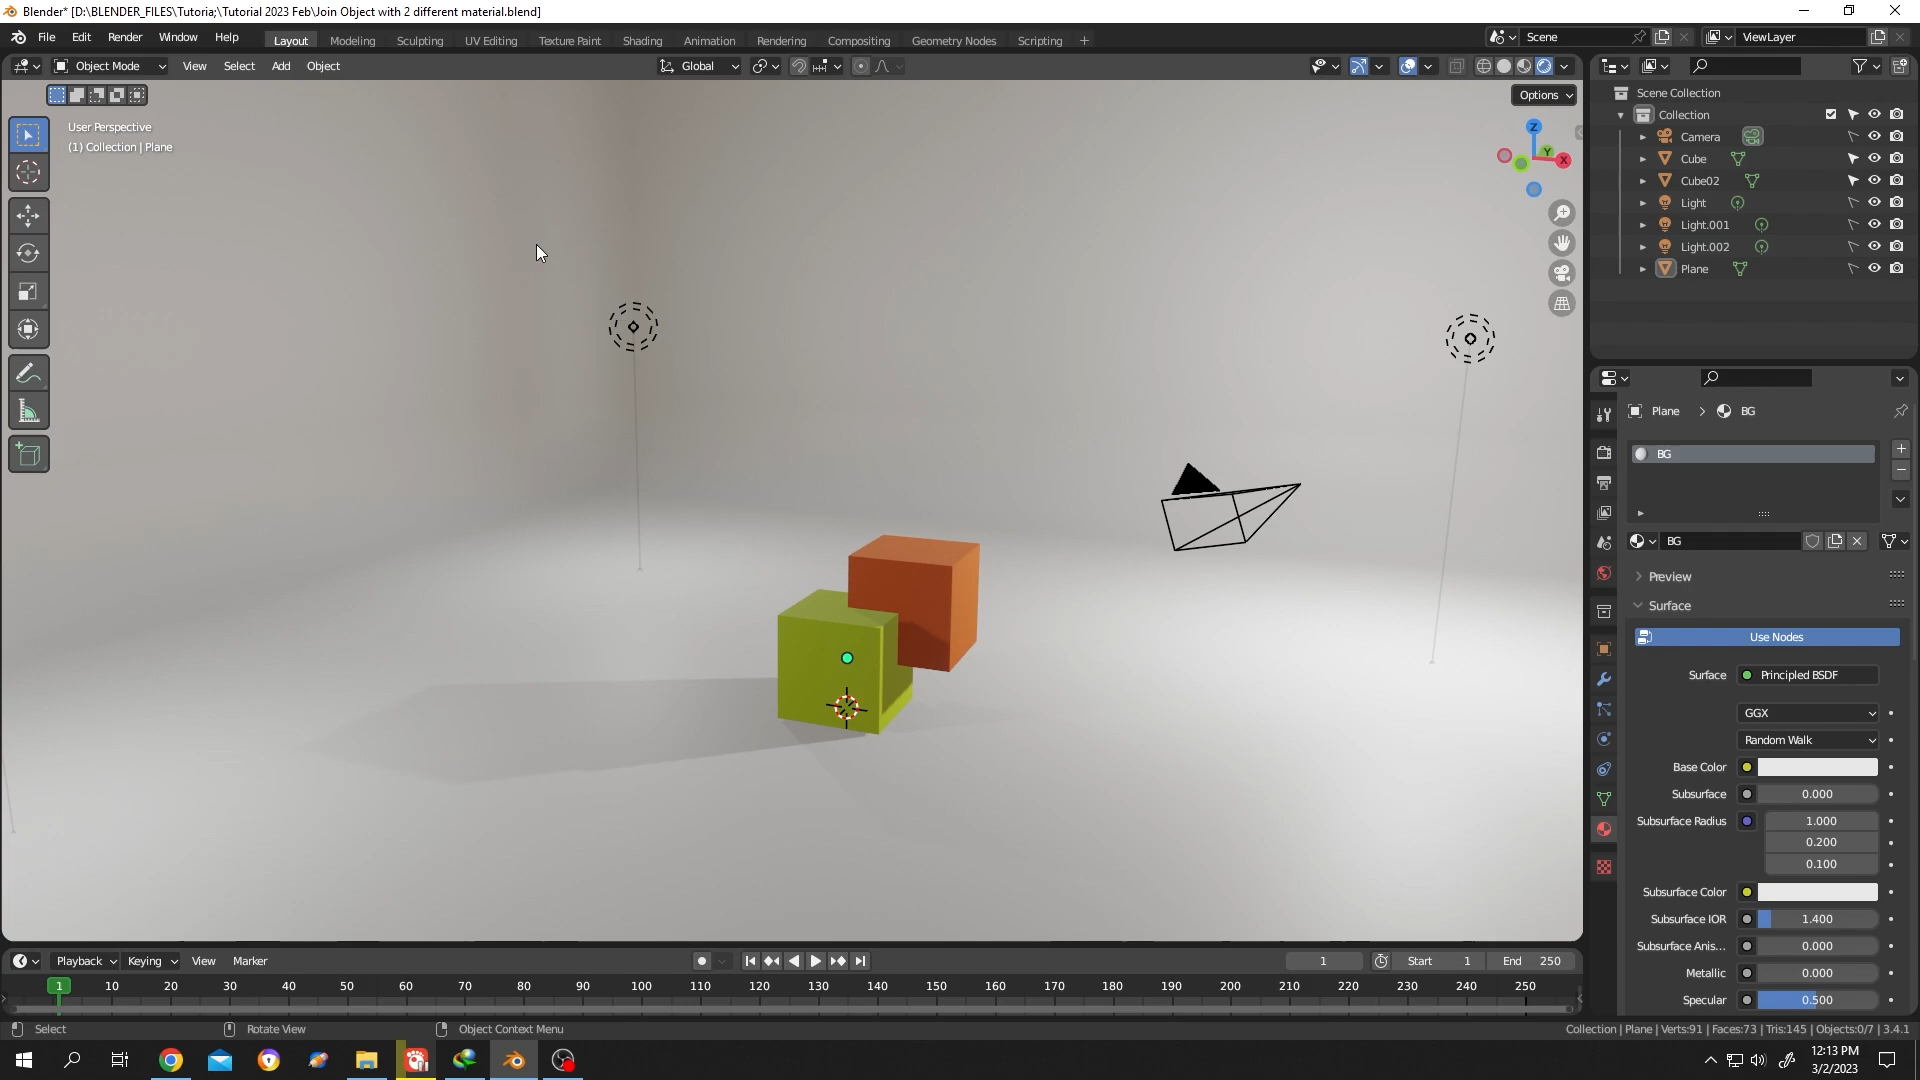 Blender* [D:\BLENDER_FILES\Tutoria;\Tutorial 2023 Feb\Join Object with 2 different material.blend]
File Edit Render Window Help Layout Modeling Sculpting UV Editing Texture Paint Shading Animation Rendering Compositing Geometry Nodes Scripting Scene ViewLayer
Object Mode View Select Add Object Global
Options
User Perspective
(1) Collection | Plane
Z
Y
X
Scene Collection
Collection
Camera
Cube
Cube02
Light
Light.001
Light.002
Plane
Plane BG
BG
BG
Preview
Surface
Use Nodes
Surface Principled BSDF
GGX
Random Walk
Base Color
Subsurface 0.000
Subsurface Radius 1.000
0.200
0.100
Subsurface Color
Subsurface IOR 1.400
Subsurface Anis... 0.000
Metallic 0.000
Specular 0.500
Playback Keying View Marker 1 Start 1 End 250
1 10 20 30 40 50 60 70 80 90 100 110 120 130 140 150 160 170 180 190 200 210 220 230 240 250
Select Rotate View Object Context Menu Collection | Plane | Verts:91 | Faces:73 | Tris:145 | Objects:0/7 | 3.4.1
12:13 PM
3/2/2023